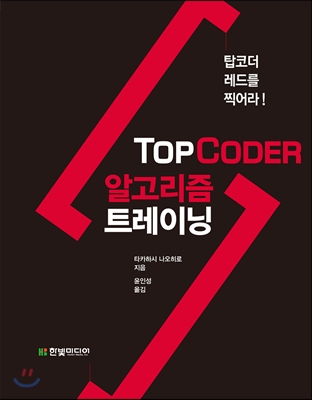 탑코더
레드를
찍어라!
TOPCODER
알고리즘
트레이닝
타카하시 나오히로
지음
윤인성
옮김
HB 한빛미디어